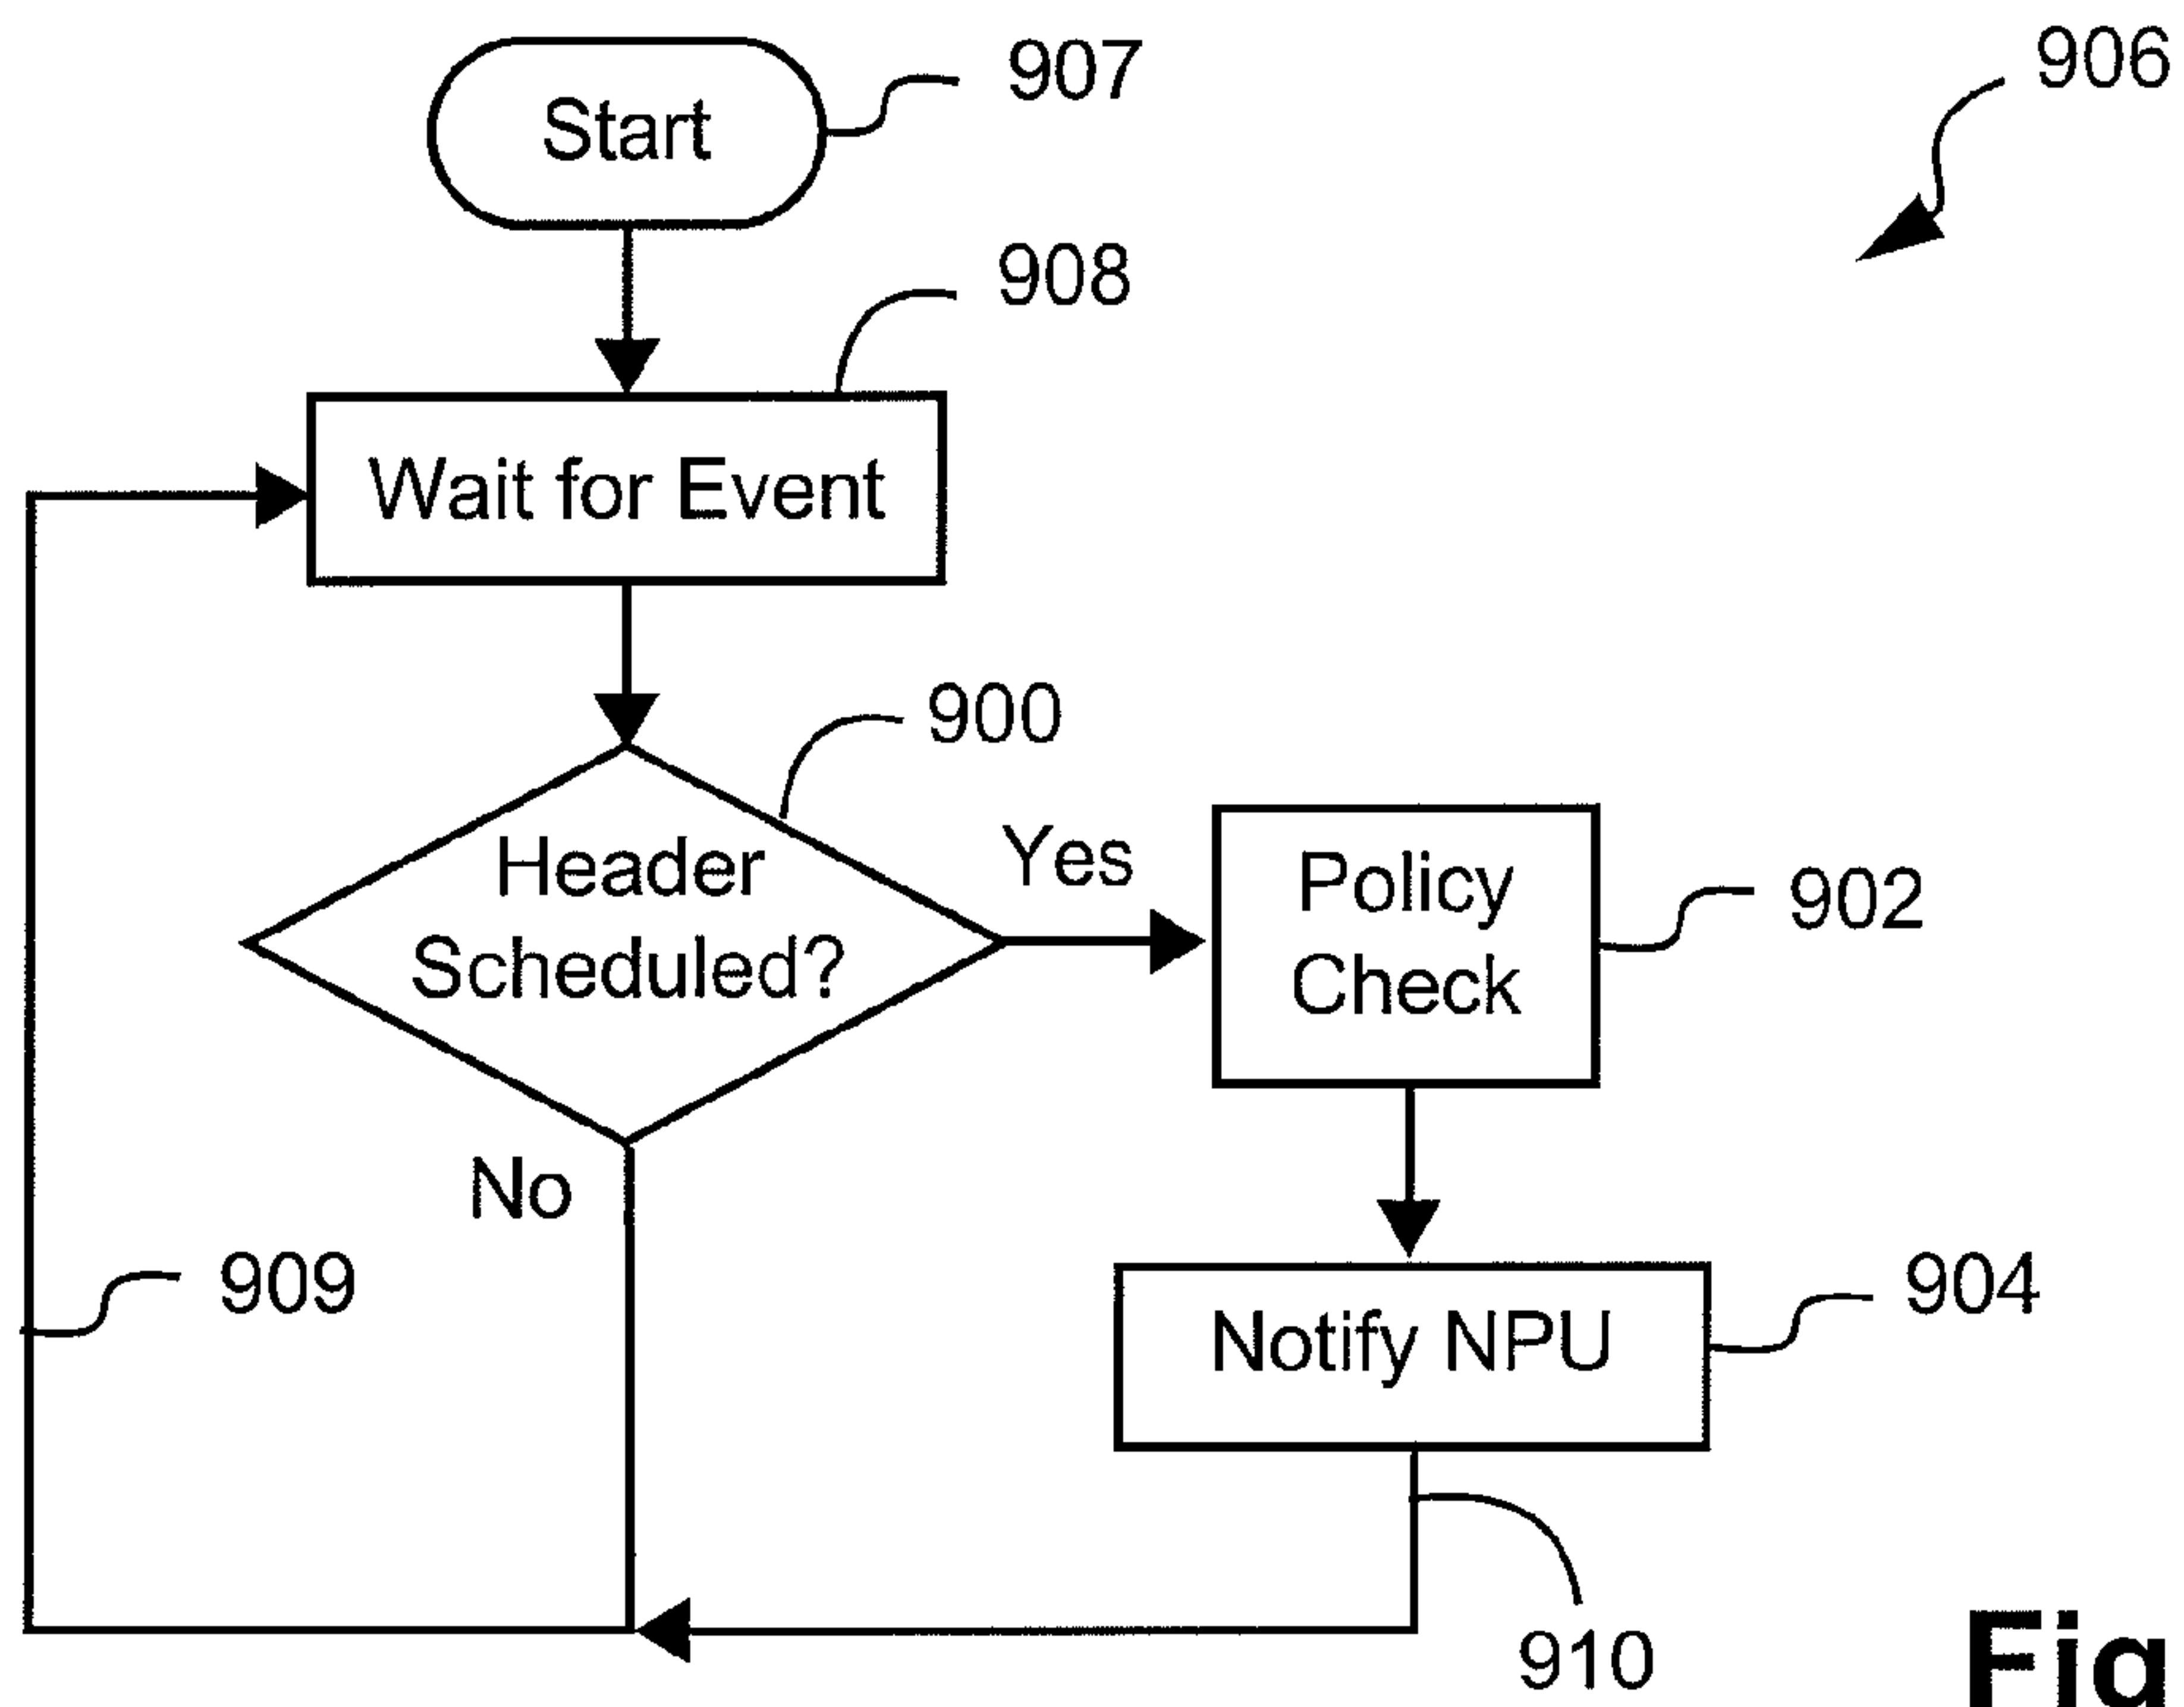 907
906
Start
908
Wait for Event
900
Header
Scheduled?
Yes
Policy
Check
902
No
909
Notify NPU
904
910
Fig